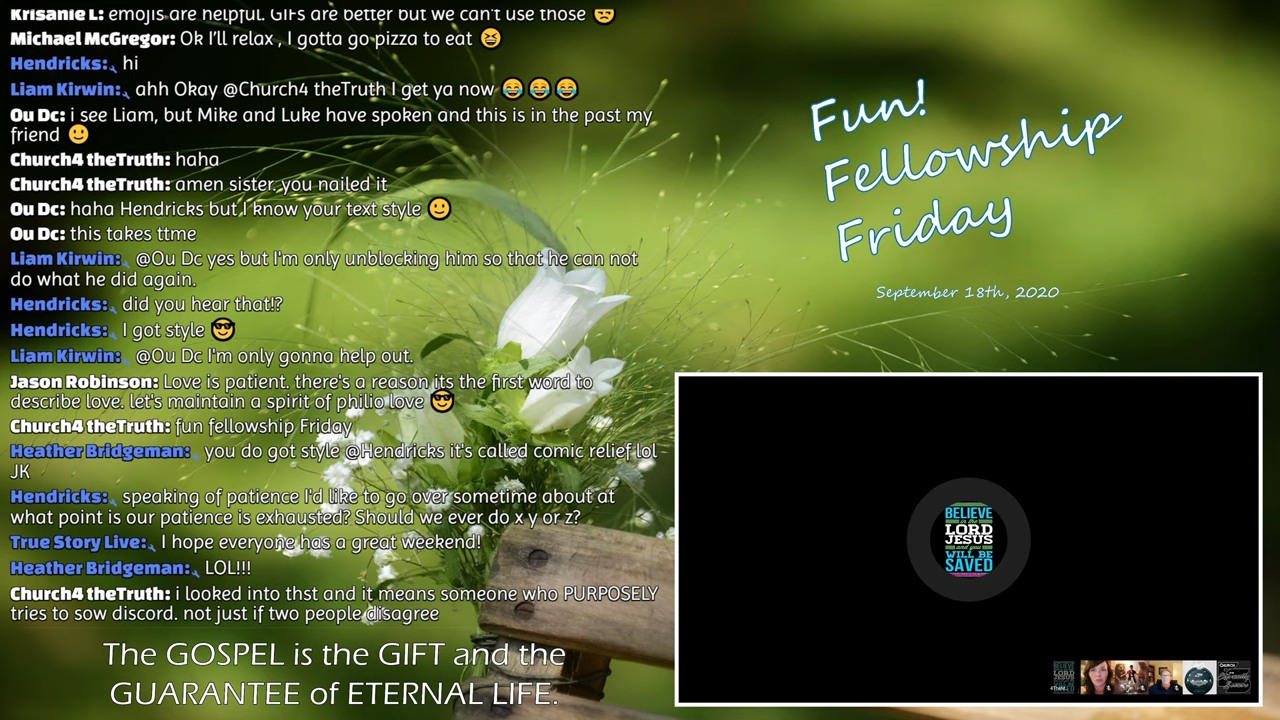 Krisanie L: emojis are helpful. GIFs are better but we can't use those
Michael McGregor: Ok I'll relax , I gotta go pizza to eat
Hendricks: hi
Liam Kirwin: ahh Okay @Church4 theTruth I get ya now
Ou Dc: i see Liam, but Mike and Luke have spoken and this is in the past my
friend
Church4 theTruth: haha
Church4 theTruth: amen sister. you nailed it
Ou Dc: haha Hendricks but I know your text style
Ou Dc: this takes ttme
Liam Kirwin: @Ou Dc yes but I'm only unblocking him so that he can not
do what he did again.
Hendricks: did you hear that!?
Hendricks: I got style
Liam Kirwin: @Ou Dc I'm only gonna help out.
Jason Robinson: Love is patient. there's a reason its the first word to
describe love. let's maintain a spirit of philio love
Church4 theTruth: fun fellowship Friday
Heather Bridgeman: you do got style @Hendricks it's called comic relief lol
JK
Hendricks: speaking of patience I'd like to go over sometime about at
what point is our patience is exhausted? Should we ever do x y or z?
True Story Live: I hope everyone has a great weekend!
Heather Bridgeman: LOL!!!
Church4 theTruth: i looked into thst and it means someone who PURPOSELY
tries to sow discord. not just if two people disagree
The GOSPEL is the GIFT and the
GUARANTEE of ETERNAL LIFE.
Fun!
Fellowship
Friday
September 18th, 2020
BELIEVE
in the
LORD
JESUS
and you
WILL BE
SAVED